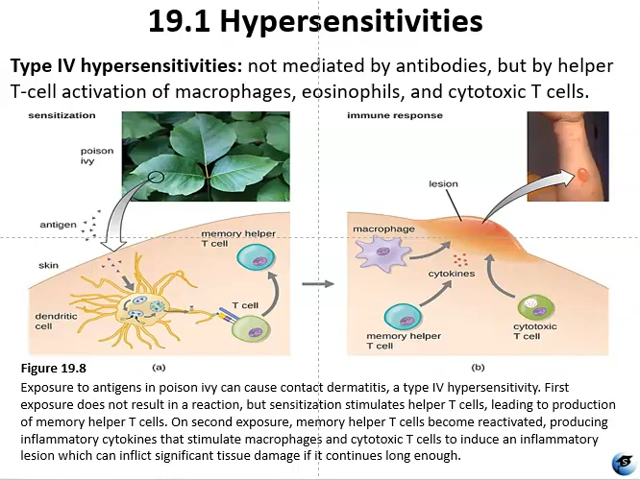 19.1 Hypersensitivities
Type IV hypersensitivities: not mediated by antibodies, but by helper
T-cell activation of macrophages, eosinophils, and cytotoxic T cells.
sensitization
poison
ivy
antigen
skin
dendritic
cell
memory helper
T cell
T cell
(a)
immune response
lesion
macrophage
cytokines
memory helper
T cell
cytotoxic
T cell
(b)
Figure 19.8
Exposure to antigens in poison ivy can cause contact dermatitis, a type IV hypersensitivity. First
exposure does not result in a reaction, but sensitization stimulates helper T cells, leading to production
of memory helper T cells. On second exposure, memory helper T cells become reactivated, producing
inflammatory cytokines that stimulate macrophages and cytotoxic T cells to induce an inflammatory
lesion which can inflict significant tissue damage if it continues long enough.